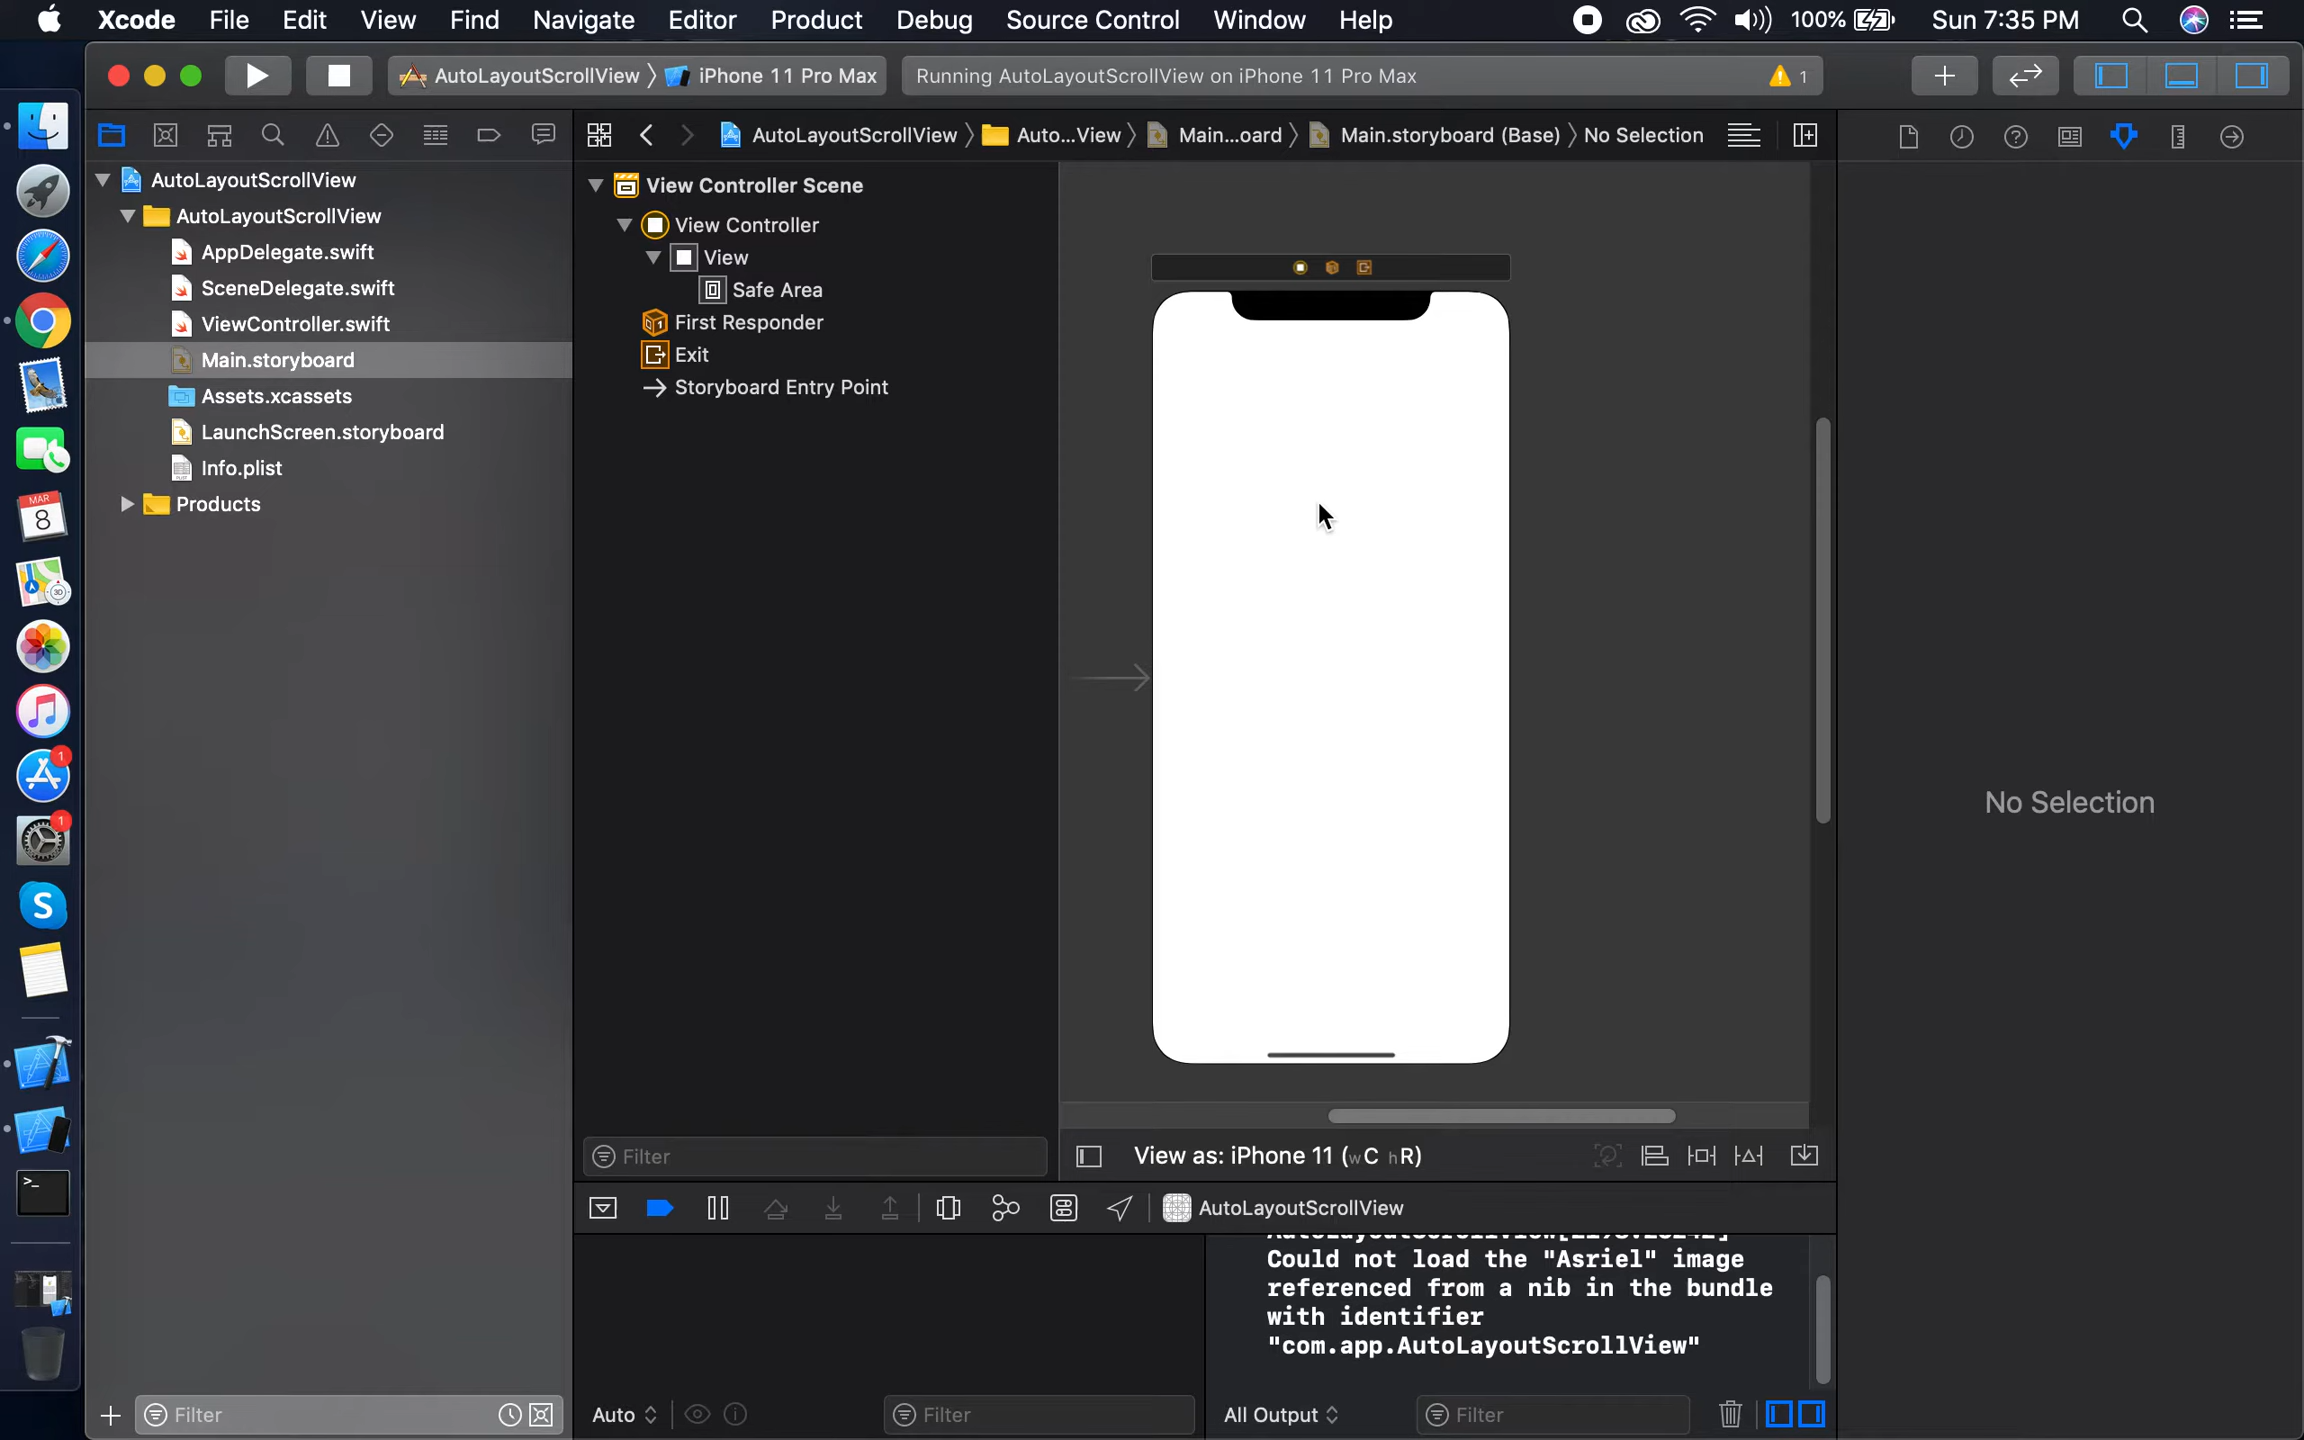 Xcode File Edit View Find Navigate Editor Product Debug Source Control Window Help 100% Sun 7:35 PM
AutoLayoutScrollView 〉 iPhone 11 Pro Max Running AutoLayoutScrollView on iPhone 11 Pro Max 1
AutoLayoutScrollView 〉 Auto...View 〉 Main...oard 〉 Main.storyboard (Base) 〉 No Selection
AutoLayoutScrollView
AutoLayoutScrollView
AppDelegate.swift
SceneDelegate.swift
ViewController.swift
Main.storyboard
Assets.xcassets
LaunchScreen.storyboard
Info.plist
Products
View Controller Scene
View Controller
View
Safe Area
First Responder
Exit
Storyboard Entry Point
No Selection
MAR
8
3D
1
1
S
Filter
View as: iPhone 11 (wC hR)
AutoLayoutScrollView
Could not load the "Asriel" image
referenced from a nib in the bundle
with identifier
"com.app.AutoLayoutScrollView"
Filter
Auto
Filter
All Output
Filter